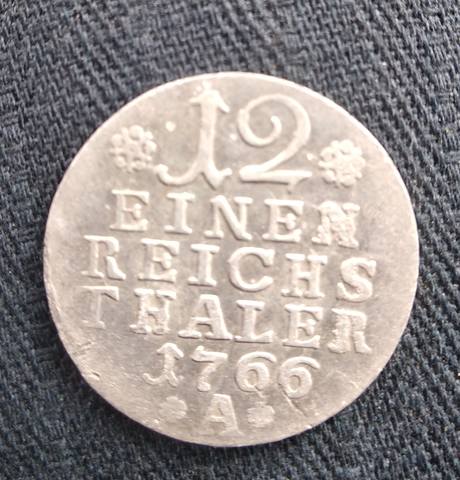 12
EINEN
REICHS
THALER
1766
A